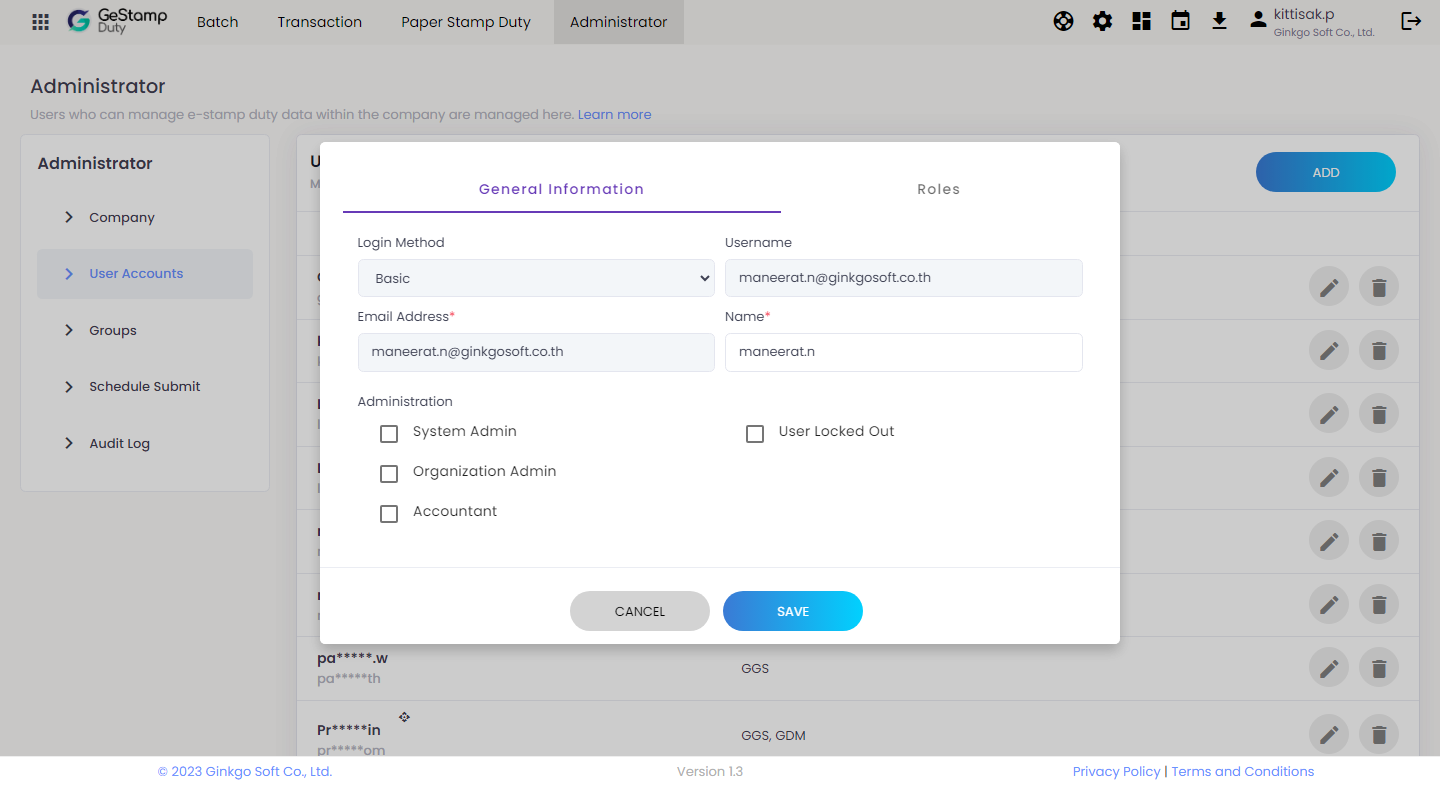 GeStamp
Duty
Batch
Transaction
Paper Stamp Duty
Administrator
kittisak.p
Ginkgo Soft Co., Ltd.
Administrator
Users who can manage e-stamp duty data within the company are managed here. Learn more
Administrator
Company
User Accounts
Groups
Schedule Submit
Audit Log
ADD
General Information
Roles
Login Method
Username
Basic
maneerat.n@ginkgosoft.co.th
Email Address*
Name*
maneerat.n@ginkgosoft.co.th
maneerat.n
Administration
System Admin
User Locked Out
Organization Admin
Accountant
CANCEL
SAVE
pa*****.w
pa*****th
GGS
Pr*****in
pr*****om
GGS, GDM
© 2023 Ginkgo Soft Co., Ltd.
Version 1.3
Privacy Policy | Terms and Conditions